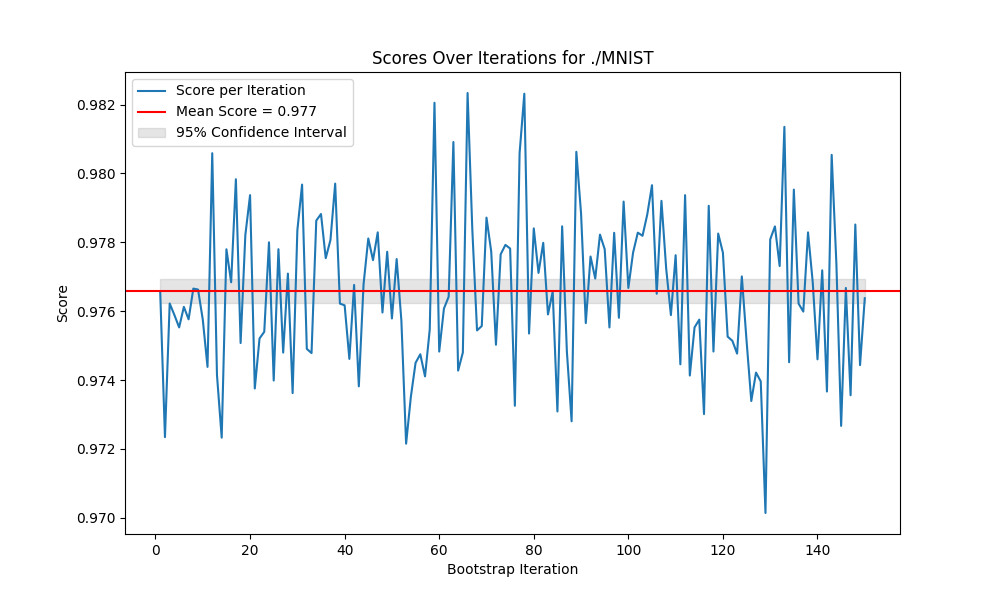 Scores Over Iterations for ./MNIST
Score per Iteration
Mean Score = 0.977
95% Confidence Interval
0.982
0.980
0.978
0.976
0.974
0.972
0.970
Score
0 20 40 60 80 100 120 140
Bootstrap Iteration